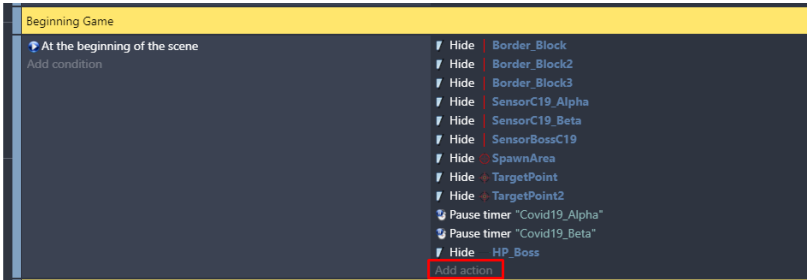 Beginning Game
At the beginning of the scene
Add condition
Hide Border_Block
Hide Border_Block2
Hide Border_Block3
Hide SensorC19_Alpha
Hide SensorC19_Beta
Hide SensorBossC19
Hide SpawnArea
Hide TargetPoint
Hide TargetPoint2
Pause timer "Covid19_Alpha"
Pause timer "Covid19_Beta"
Hide HP_Boss
Add action